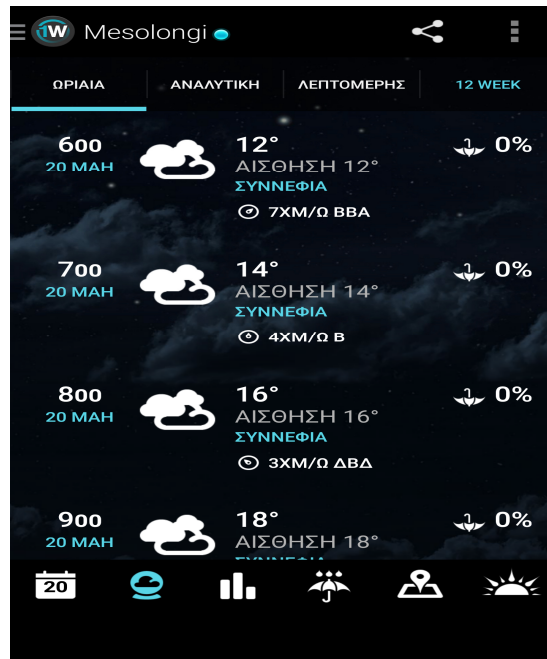 1W Mesolongi
ΩΡΙΑΙΑ ΑΝΑΛΥΤΙΚΗ ΛΕΠΤΟΜΕΡΗΣ 12 WEEK
600 12° 0%
20 ΜΑΗ ΑΙΣΘΗΣΗ 12°
ΣΥΝΝΕΦΙΑ
7ΧΜ/Ω ΒΒΑ
700 14° 0%
20 ΜΑΗ ΑΙΣΘΗΣΗ 14°
ΣΥΝΝΕΦΙΑ
4ΧΜ/Ω Β
800 16° 0%
20 ΜΑΗ ΑΙΣΘΗΣΗ 16°
ΣΥΝΝΕΦΙΑ
3ΧΜ/Ω ΔΒΔ
900 18° 0%
20 ΜΑΗ ΑΙΣΘΗΣΗ 18°
20